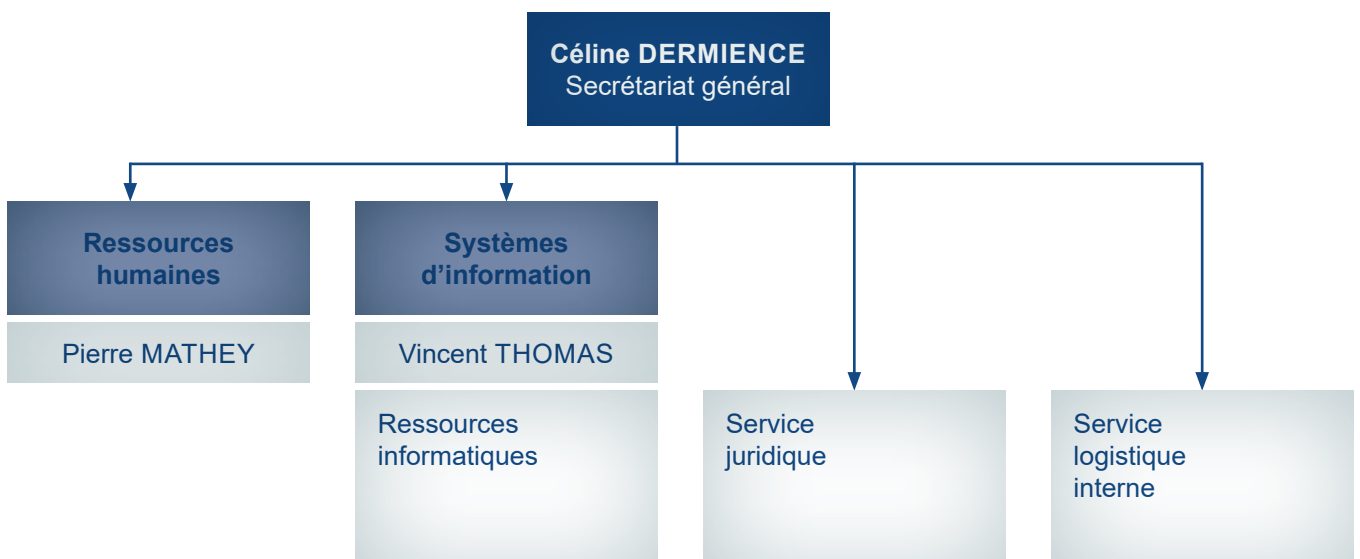 Céline DERMIENCE
Secrétariat général
Ressources
humaines
Pierre MATHEY
Systèmes
d’information
Vincent THOMAS
Ressources
informatiques
Service
juridique
Service
logistique
interne